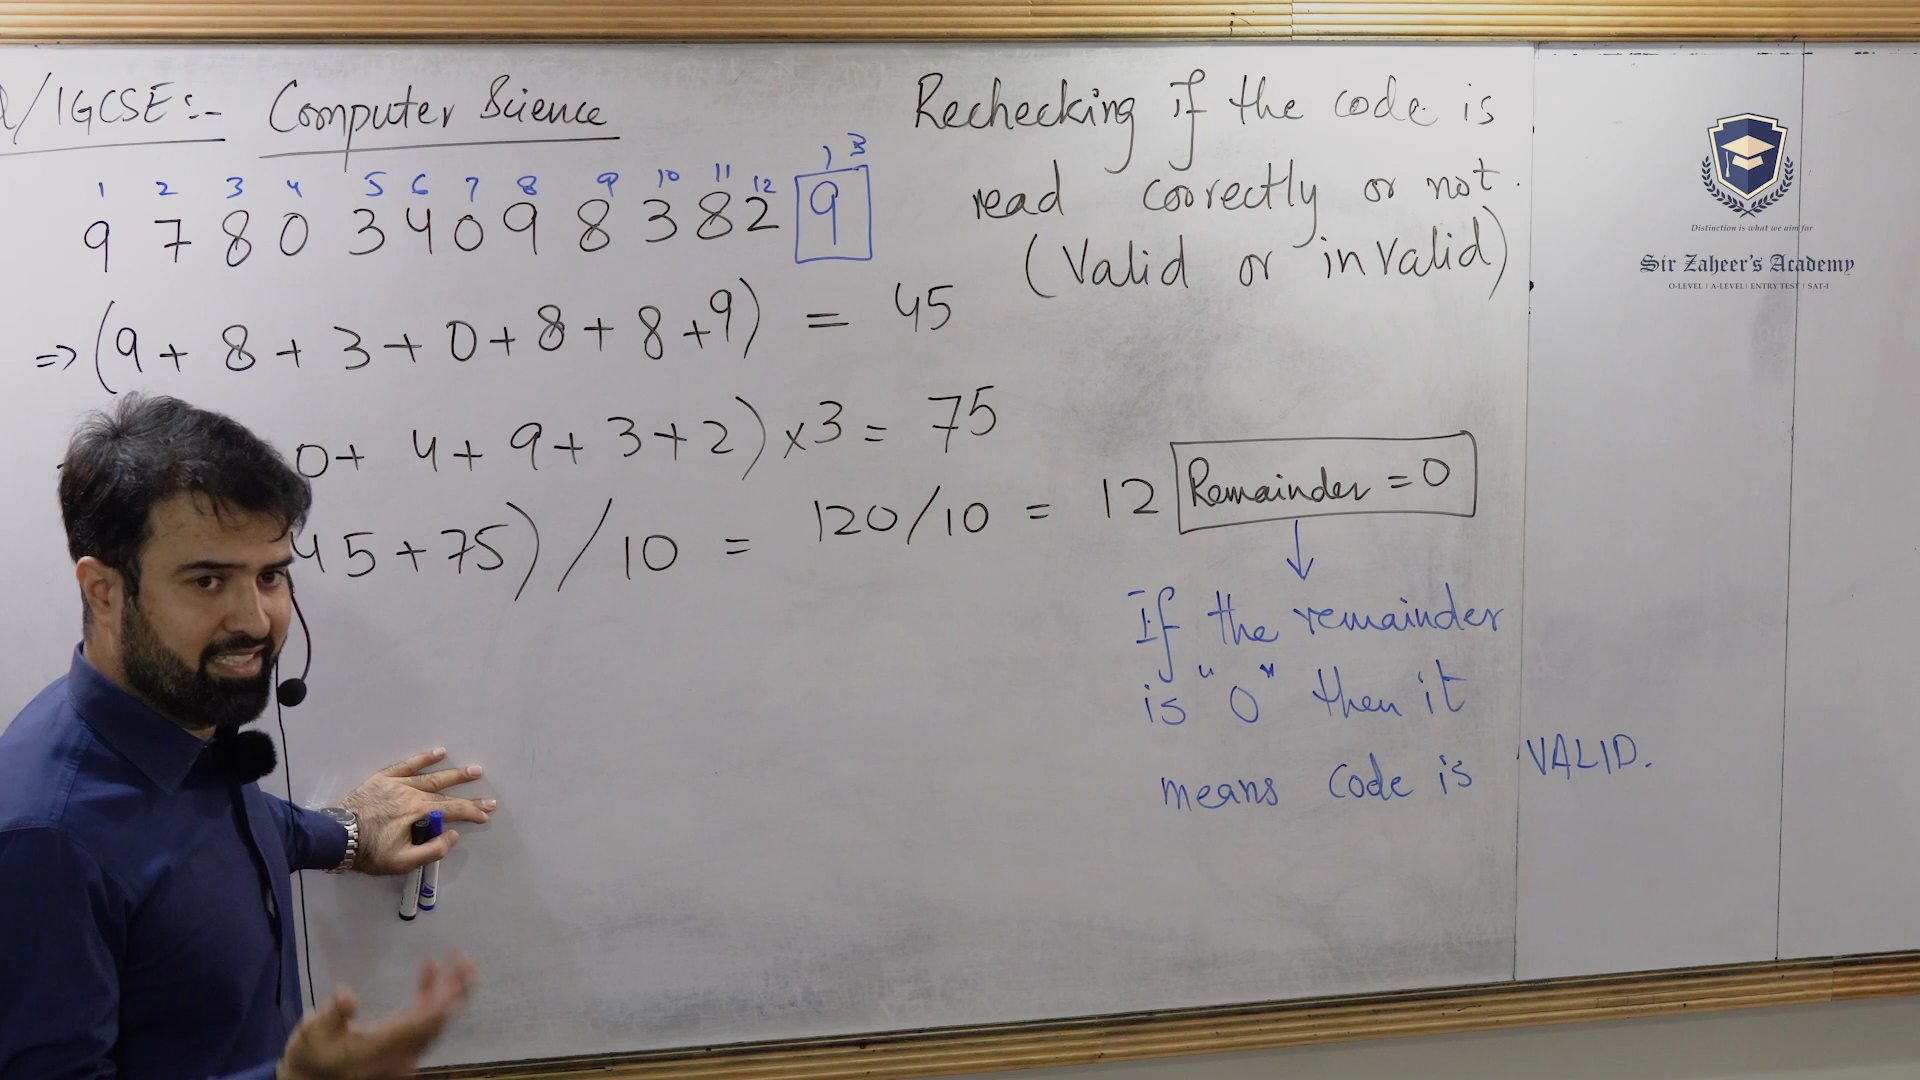 /IGCSE:- Computer Science
1 2 3 4 5 6 7 8 9 10 11 12 13
9 7 8 0 3 4 0 9 8 3 8 2 9
=> (9 + 8 + 3 + 0 + 8 + 8 + 9) = 45
0 + 4 + 9 + 3 + 2) x 3 = 75
45 + 75) / 10 = 120/10 = 12 Remainder = 0
Rechecking if the code is
read correctly or not.
(Valid or invalid)
If the remainder
is "0" then it
means code is VALID.
Distinction is what we aim for
Sir Zaheer's Academy
O-LEVEL | A-LEVEL | ENTRY TEST | SAT-I